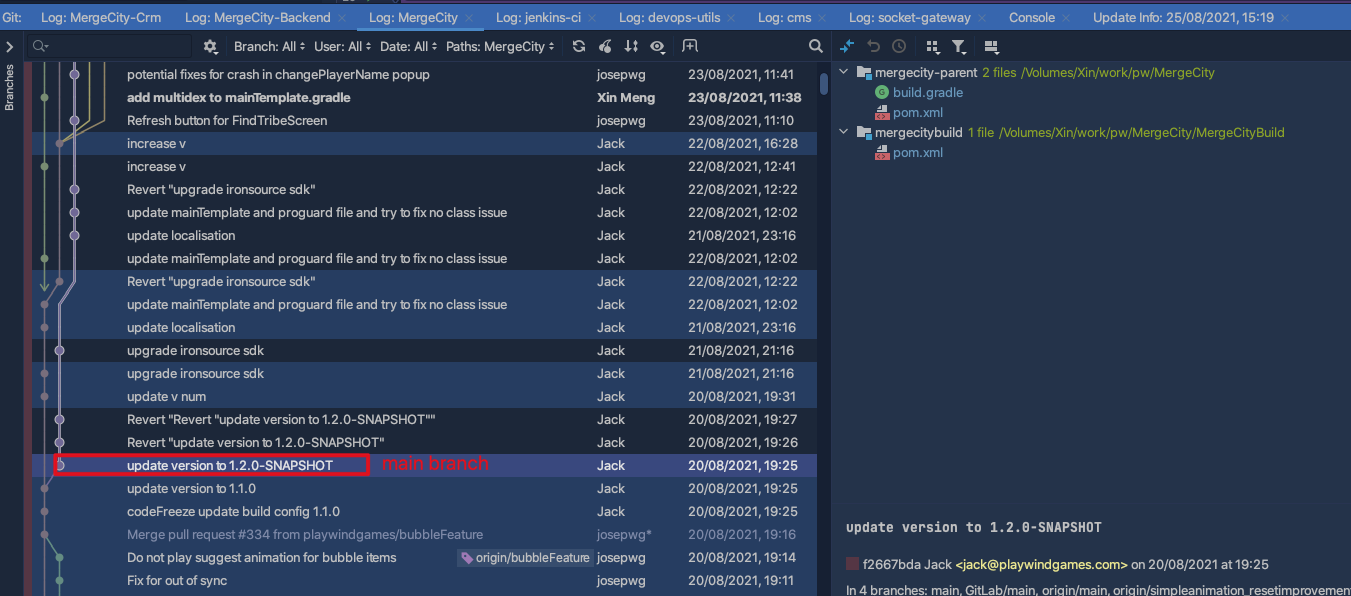 Git: Log: MergeCity-Crm Log: MergeCity-Backend Log: MergeCity Log: jenkins-ci Log: devops-utils Log: cms Log: socket-gateway Console Update Info: 25/08/2021, 15:19
Branch: All User: All Date: All Paths: MergeCity
Branches
potential fixes for crash in changePlayerName popup josepwg 23/08/2021, 11:41
add multidex to mainTemplate.gradle Xin Meng 23/08/2021, 11:38
Refresh button for FindTribeScreen josepwg 23/08/2021, 11:10
increase v Jack 22/08/2021, 16:28
increase v Jack 22/08/2021, 12:41
Revert "upgrade ironsource sdk" Jack 22/08/2021, 12:22
update mainTemplate and proguard file and try to fix no class issue Jack 22/08/2021, 12:02
update localisation Jack 21/08/2021, 23:16
update mainTemplate and proguard file and try to fix no class issue Jack 22/08/2021, 12:02
Revert "upgrade ironsource sdk" Jack 22/08/2021, 12:22
update mainTemplate and proguard file and try to fix no class issue Jack 22/08/2021, 12:02
update localisation Jack 21/08/2021, 23:16
upgrade ironsource sdk Jack 21/08/2021, 21:16
upgrade ironsource sdk Jack 21/08/2021, 21:16
update v num Jack 20/08/2021, 19:31
Revert "Revert "update version to 1.2.0-SNAPSHOT"" Jack 20/08/2021, 19:27
Revert "update version to 1.2.0-SNAPSHOT" Jack 20/08/2021, 19:26
update version to 1.2.0-SNAPSHOT main branch Jack 20/08/2021, 19:25
update version to 1.1.0 Jack 20/08/2021, 19:25
codeFreeze update build config 1.1.0 Jack 20/08/2021, 19:25
Merge pull request #334 from playwindgames/bubbleFeature josepwg* 20/08/2021, 19:16
Do not play suggest animation for bubble items origin/bubbleFeature josepwg 20/08/2021, 19:14
Fix for out of sync josepwg 20/08/2021, 19:11
mergecity-parent 2 files /Volumes/Xin/work/pw/MergeCity
build.gradle
pom.xml
mergecitybuild 1 file /Volumes/Xin/work/pw/MergeCity/MergeCityBuild
pom.xml
update version to 1.2.0-SNAPSHOT
f2667bda Jack <jack@playwindgames.com> on 20/08/2021 at 19:25
In 4 branches: main, GitLab/main, origin/main, origin/simpleanimation_resetimprovement